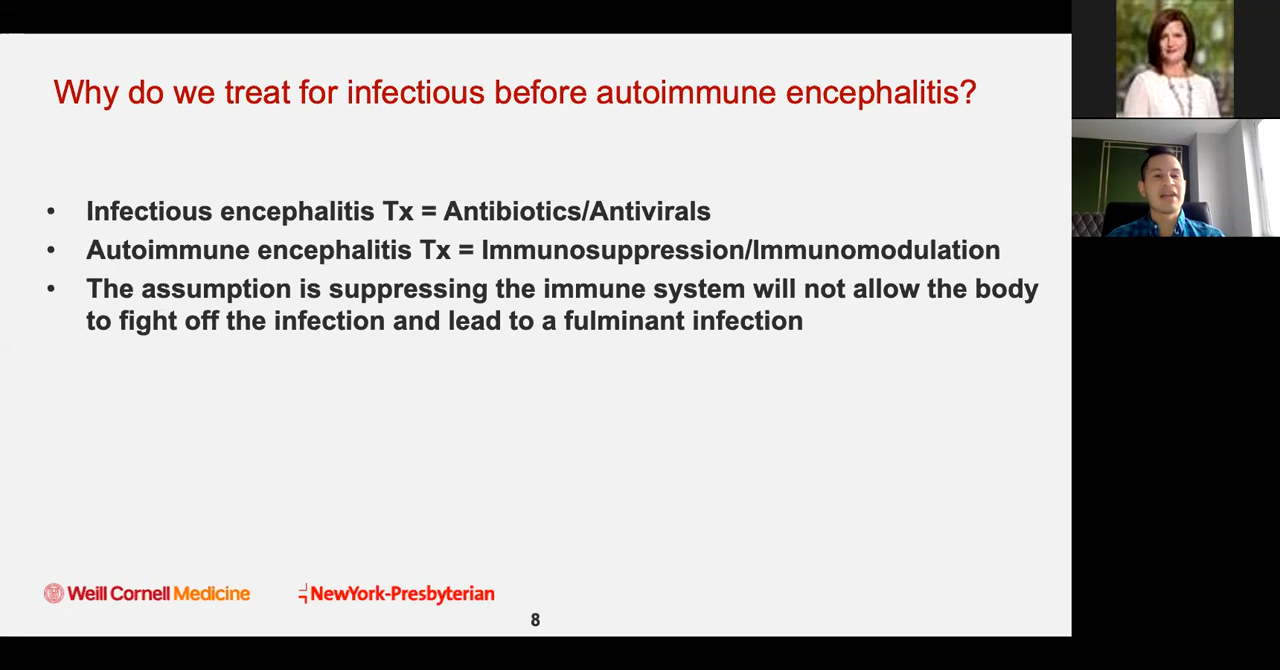 Why do we treat for infectious before autoimmune encephalitis?
• Infectious encephalitis Tx = Antibiotics/Antivirals
• Autoimmune encephalitis Tx = Immunosuppression/Immunomodulation
• The assumption is suppressing the immune system will not allow the body
to fight off the infection and lead to a fulminant infection
Weill Cornell Medicine
NewYork-Presbyterian
8